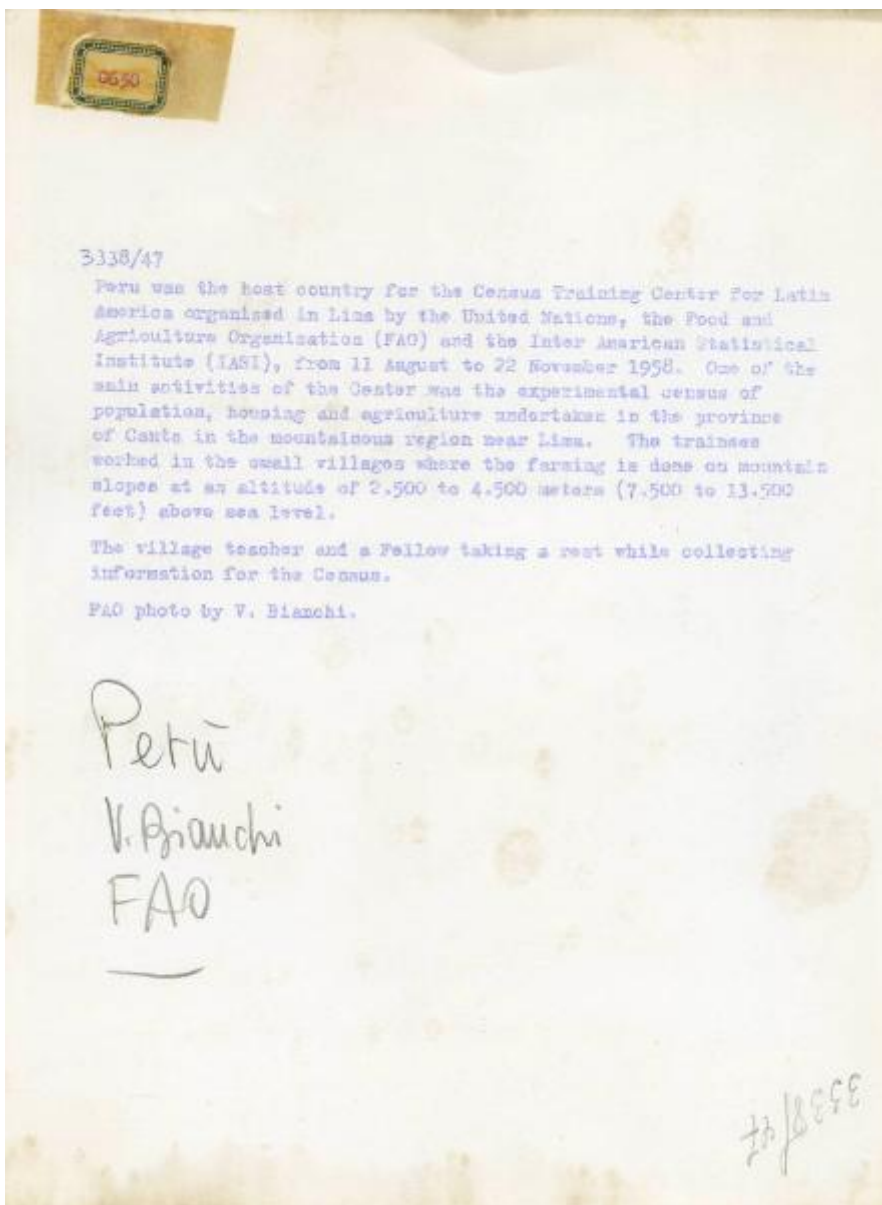 0650
3338/47
Peru was the host country for the Census Training Center for Latin
America organised in Lima by the United Nations, the Food and
Agriculture Organization (FAO) and the Inter American Statistical
Institute (IASI), from 11 August to 22 November 1958. One of the
main activities of the Center was the experimental census of
population, housing and agriculture undertaken in the province
of Canta in the mountainous region near Lima. The trainees
worked in the small villages where the farming is done on mountain
slopes at an altitude of 2.500 to 4.500 meters (7.500 to 13.500
feet) above sea level.
The village teacher and a Fellow taking a rest while collecting
information for the Census.
FAO photo by V. Bianchi.
Perù
V. Bianchi
FAO
3338/47